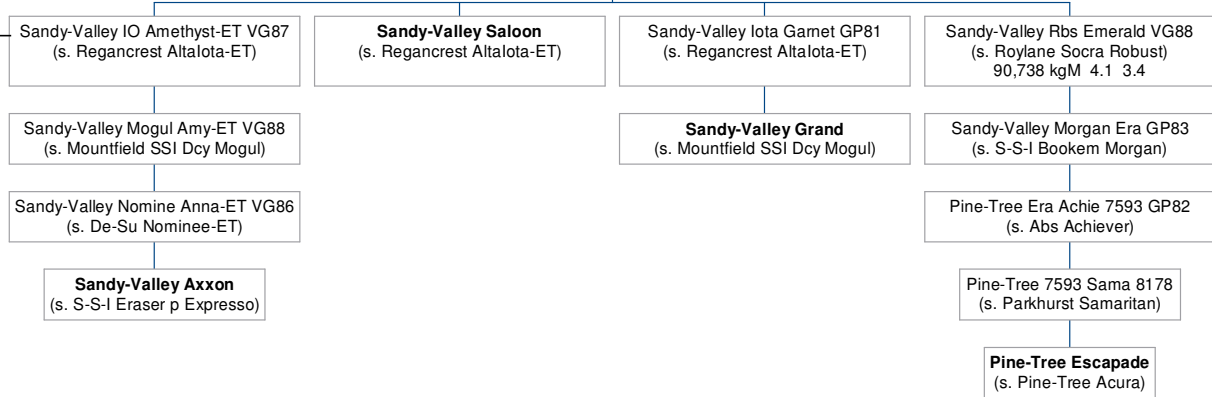 Sandy-Valley IO Amethyst-ET VG87
(s. Regancrest AltaIota-ET)
Sandy-Valley Saloon
(s. Regancrest AltaIota-ET)
Sandy-Valley Iota Garnet GP81
(s. Regancrest AltaIota-ET)
Sandy-Valley Rbs Emerald VG88
(s. Roylane Socra Robust)
90,738 kgM 4.1 3.4
Sandy-Valley Mogul Amy-ET VG88
(s. Mountfield SSI Dcy Mogul)
Sandy-Valley Grand
(s. Mountfield SSI Dcy Mogul)
Sandy-Valley Morgan Era GP83
(s. S-S-I Bookem Morgan)
Sandy-Valley Nomine Anna-ET VG86
(s. De-Su Nominee-ET)
Pine-Tree Era Achie 7593 GP82
(s. Abs Achiever)
Sandy-Valley Axxon
(s. S-S-I Eraser p Expresso)
Pine-Tree 7593 Sama 8178
(s. Parkhurst Samaritan)
Pine-Tree Escapade
(s. Pine-Tree Acura)